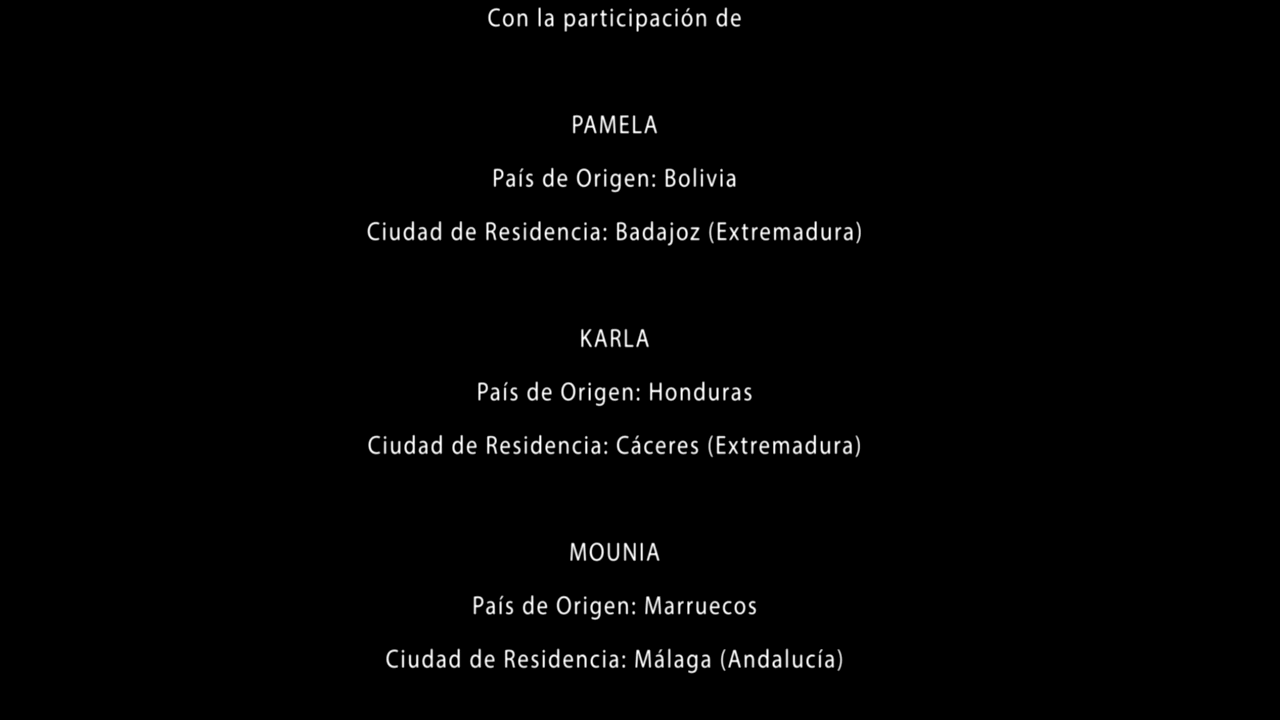 Con la participación de
PAMELA
País de Origen: Bolivia
Ciudad de Residencia: Badajoz (Extremadura)
KARLA
País de Origen: Honduras
Ciudad de Residencia: Cáceres (Extremadura)
MOUNIA
País de Origen: Marruecos
Ciudad de Residencia: Málaga (Andalucía)